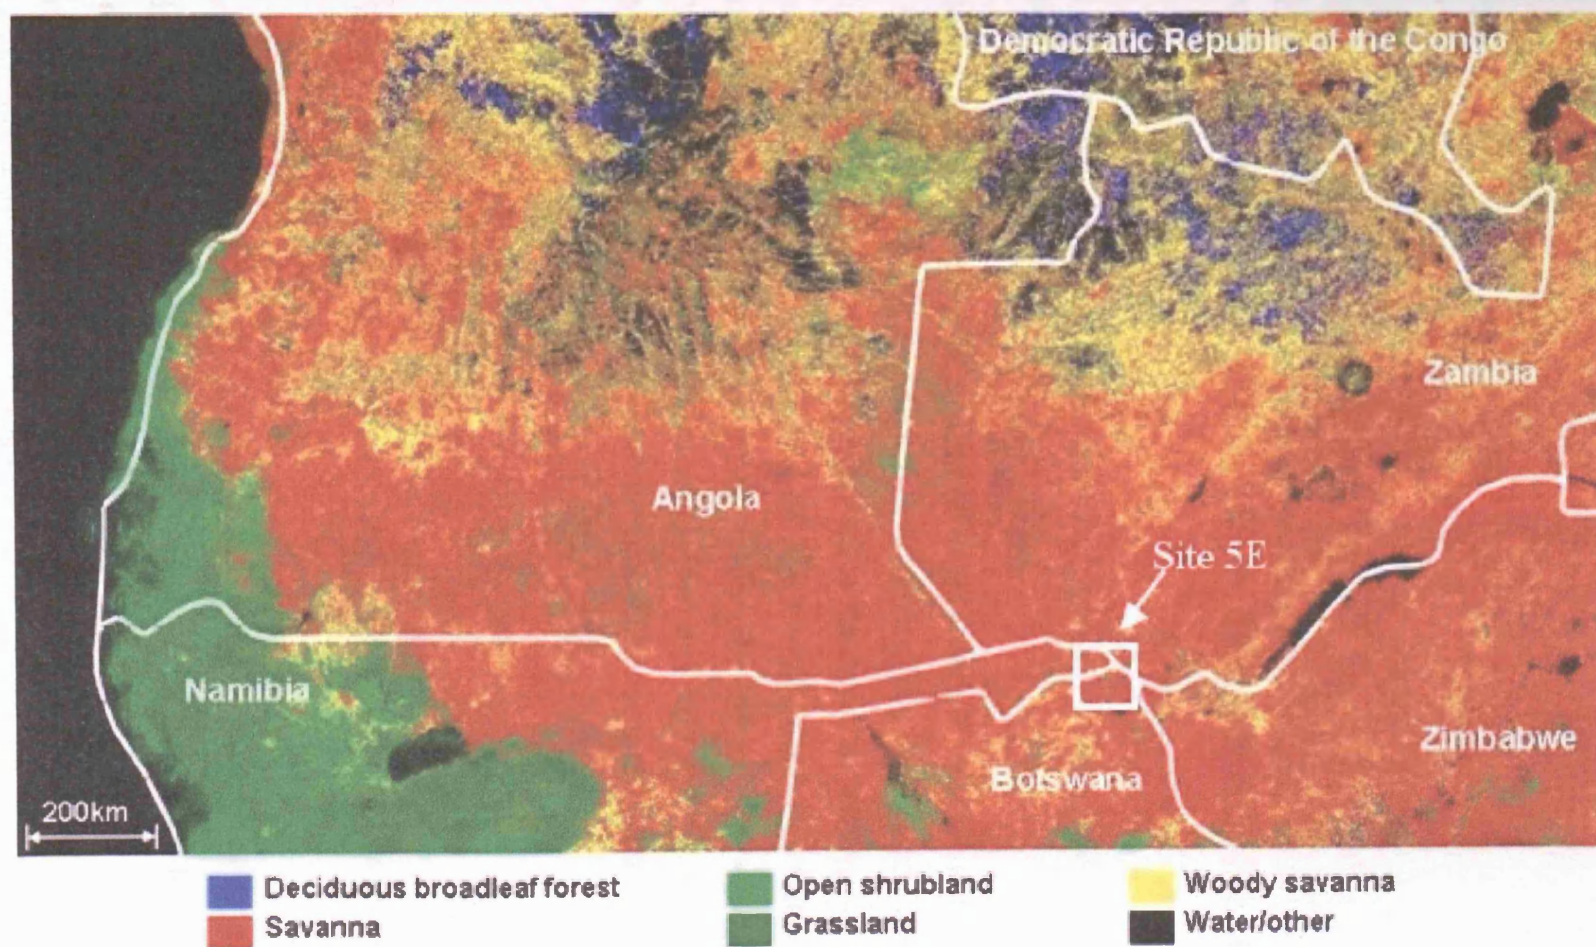 Democratic Republic of the Congo
Zambia
Angola
Site 5E
Namibia
Zimbabwe
Botswana
200km
Deciduous broadleaf forest
Open shrubland
Woody savanna
Savanna
Grassland
Water/other